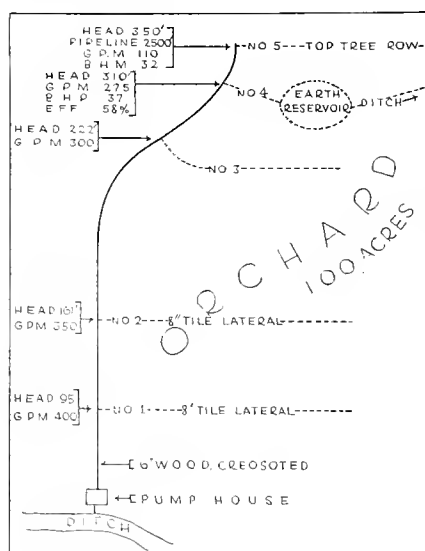 HEAD 350'
PIPELINE 2500'
G.P.M 110
B H M 32
NO 5 TOP TREE ROW
HEAD 310'
G P M 275
B H P 37
EFF 58%
NO 4
EARTH
RESERVOIR
DITCH
HEAD 222'
G P M 300
NO 3
ORCHARD
100 ACRES
HEAD 161'
GPM 350
NO 2 8" TILE LATERAL
HEAD 95
GPM 400
NO 1 8" TILE LATERAL
6" WOOD, CREOSOTED
PUMP HOUSE
DITCH